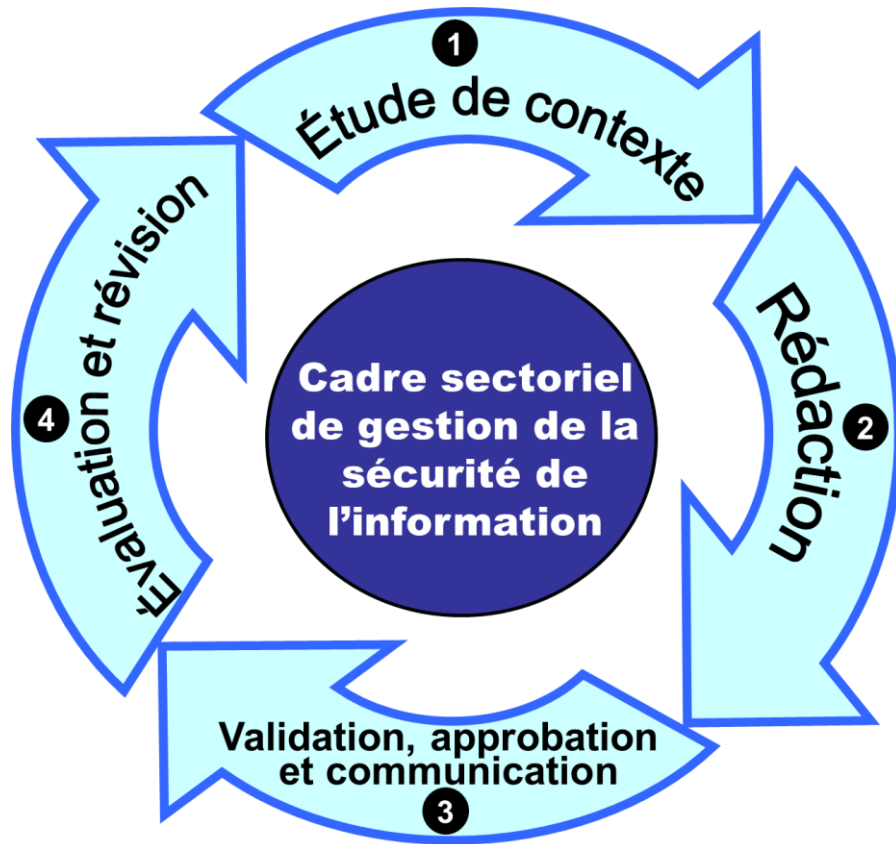 1
Étude de contexte
2
Rédaction
3
Validation, approbation
et communication
4
Évaluation et révision
Cadre sectoriel
de gestion de la
sécurité de
l’information